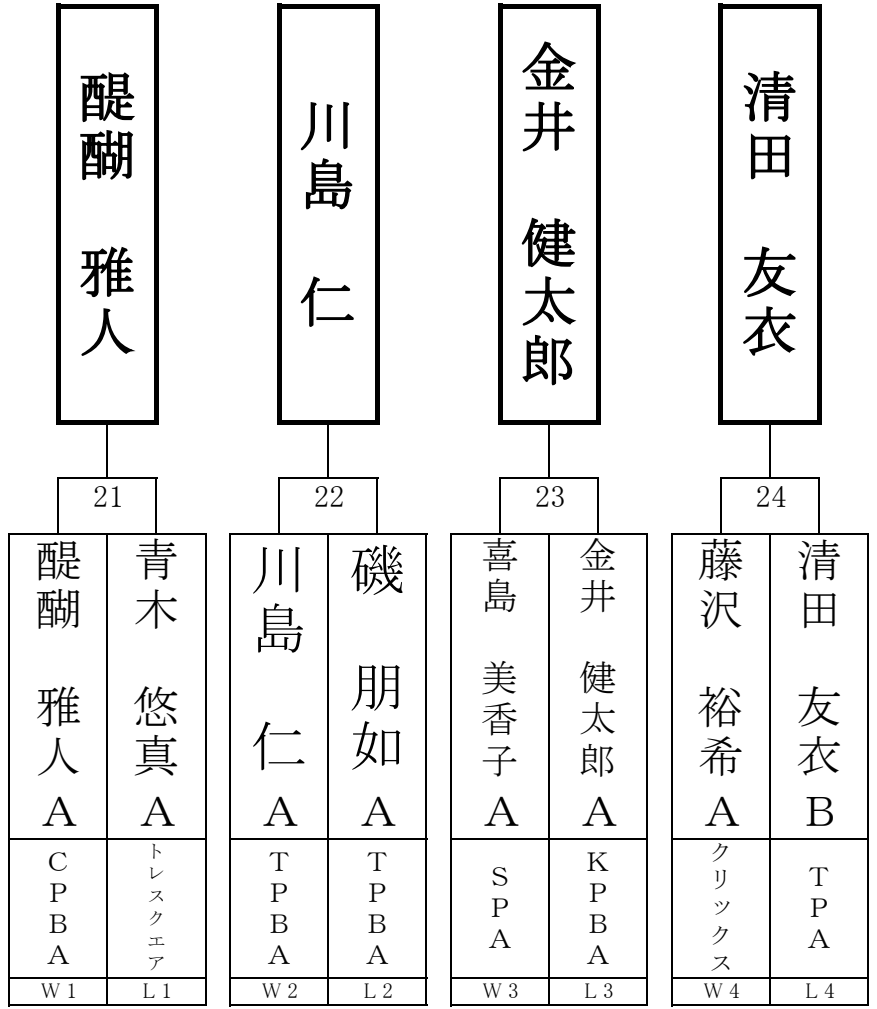 醍醐 雅人
川島 仁
金井 健太郎
清田 友衣
21
22
23
24
醍醐 雅人
青木 悠真
川島 仁
磯 朋如
喜島 美香子
金井 健太郎
藤沢 裕希
清田 友衣
A
A
A
A
A
A
A
B
CPBA
トレスクエア
TPBA
TPBA
SPA
KPBA
クリックス
TPA
W1
L1
W2
L2
W3
L3
W4
L4